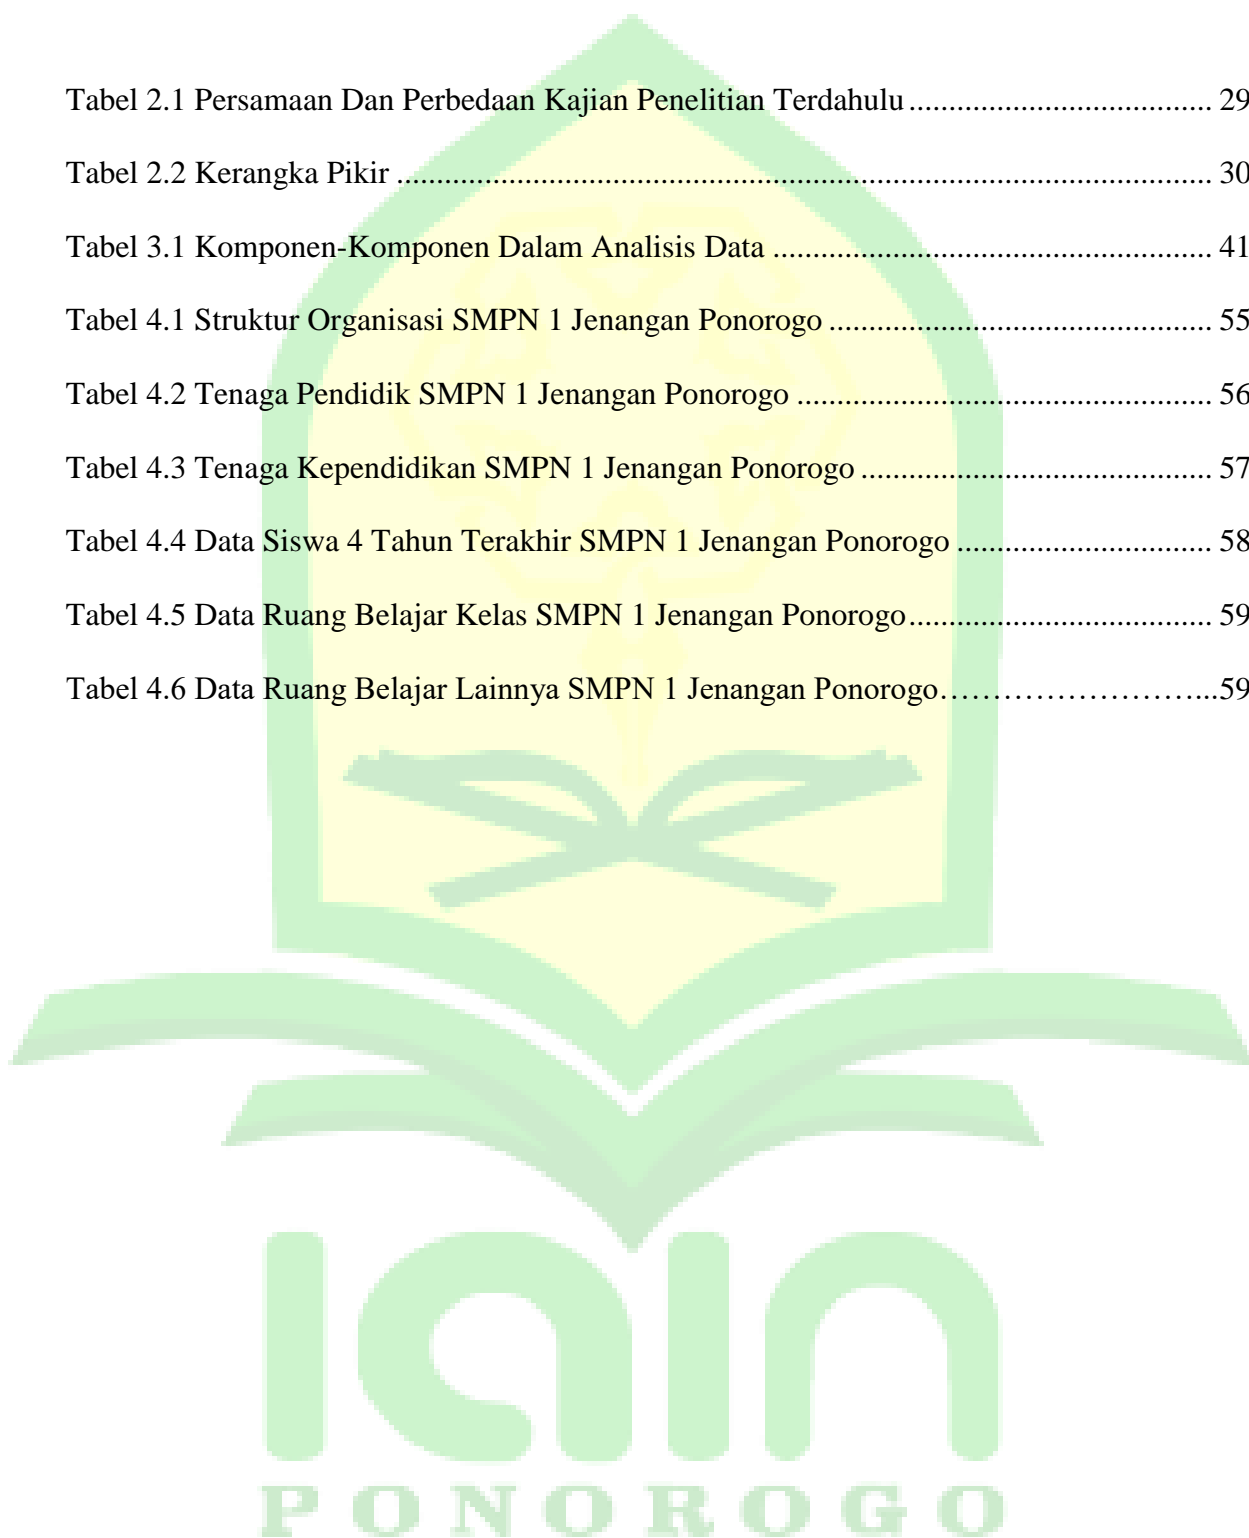 Tabel 2.1 Persamaan Dan Perbedaan Kajian Penelitian Terdahulu ...................................... 29
Tabel 2.2 Kerangka Pikir ..................................................................................................... 30
Tabel 3.1 Komponen-Komponen Dalam Analisis Data ....................................................... 41
Tabel 4.1 Struktur Organisasi SMPN 1 Jenangan Ponorogo ................................................ 55
Tabel 4.2 Tenaga Pendidik SMPN 1 Jenangan Ponorogo .................................................... 56
Tabel 4.3 Tenaga Kependidikan SMPN 1 Jenangan Ponorogo ............................................ 57
Tabel 4.4 Data Siswa 4 Tahun Terakhir SMPN 1 Jenangan Ponorogo ................................ 58
Tabel 4.5 Data Ruang Belajar Kelas SMPN 1 Jenangan Ponorogo ...................................... 59
Tabel 4.6 Data Ruang Belajar Lainnya SMPN 1 Jenangan Ponorogo…………………….....59
iain
PONOROGO